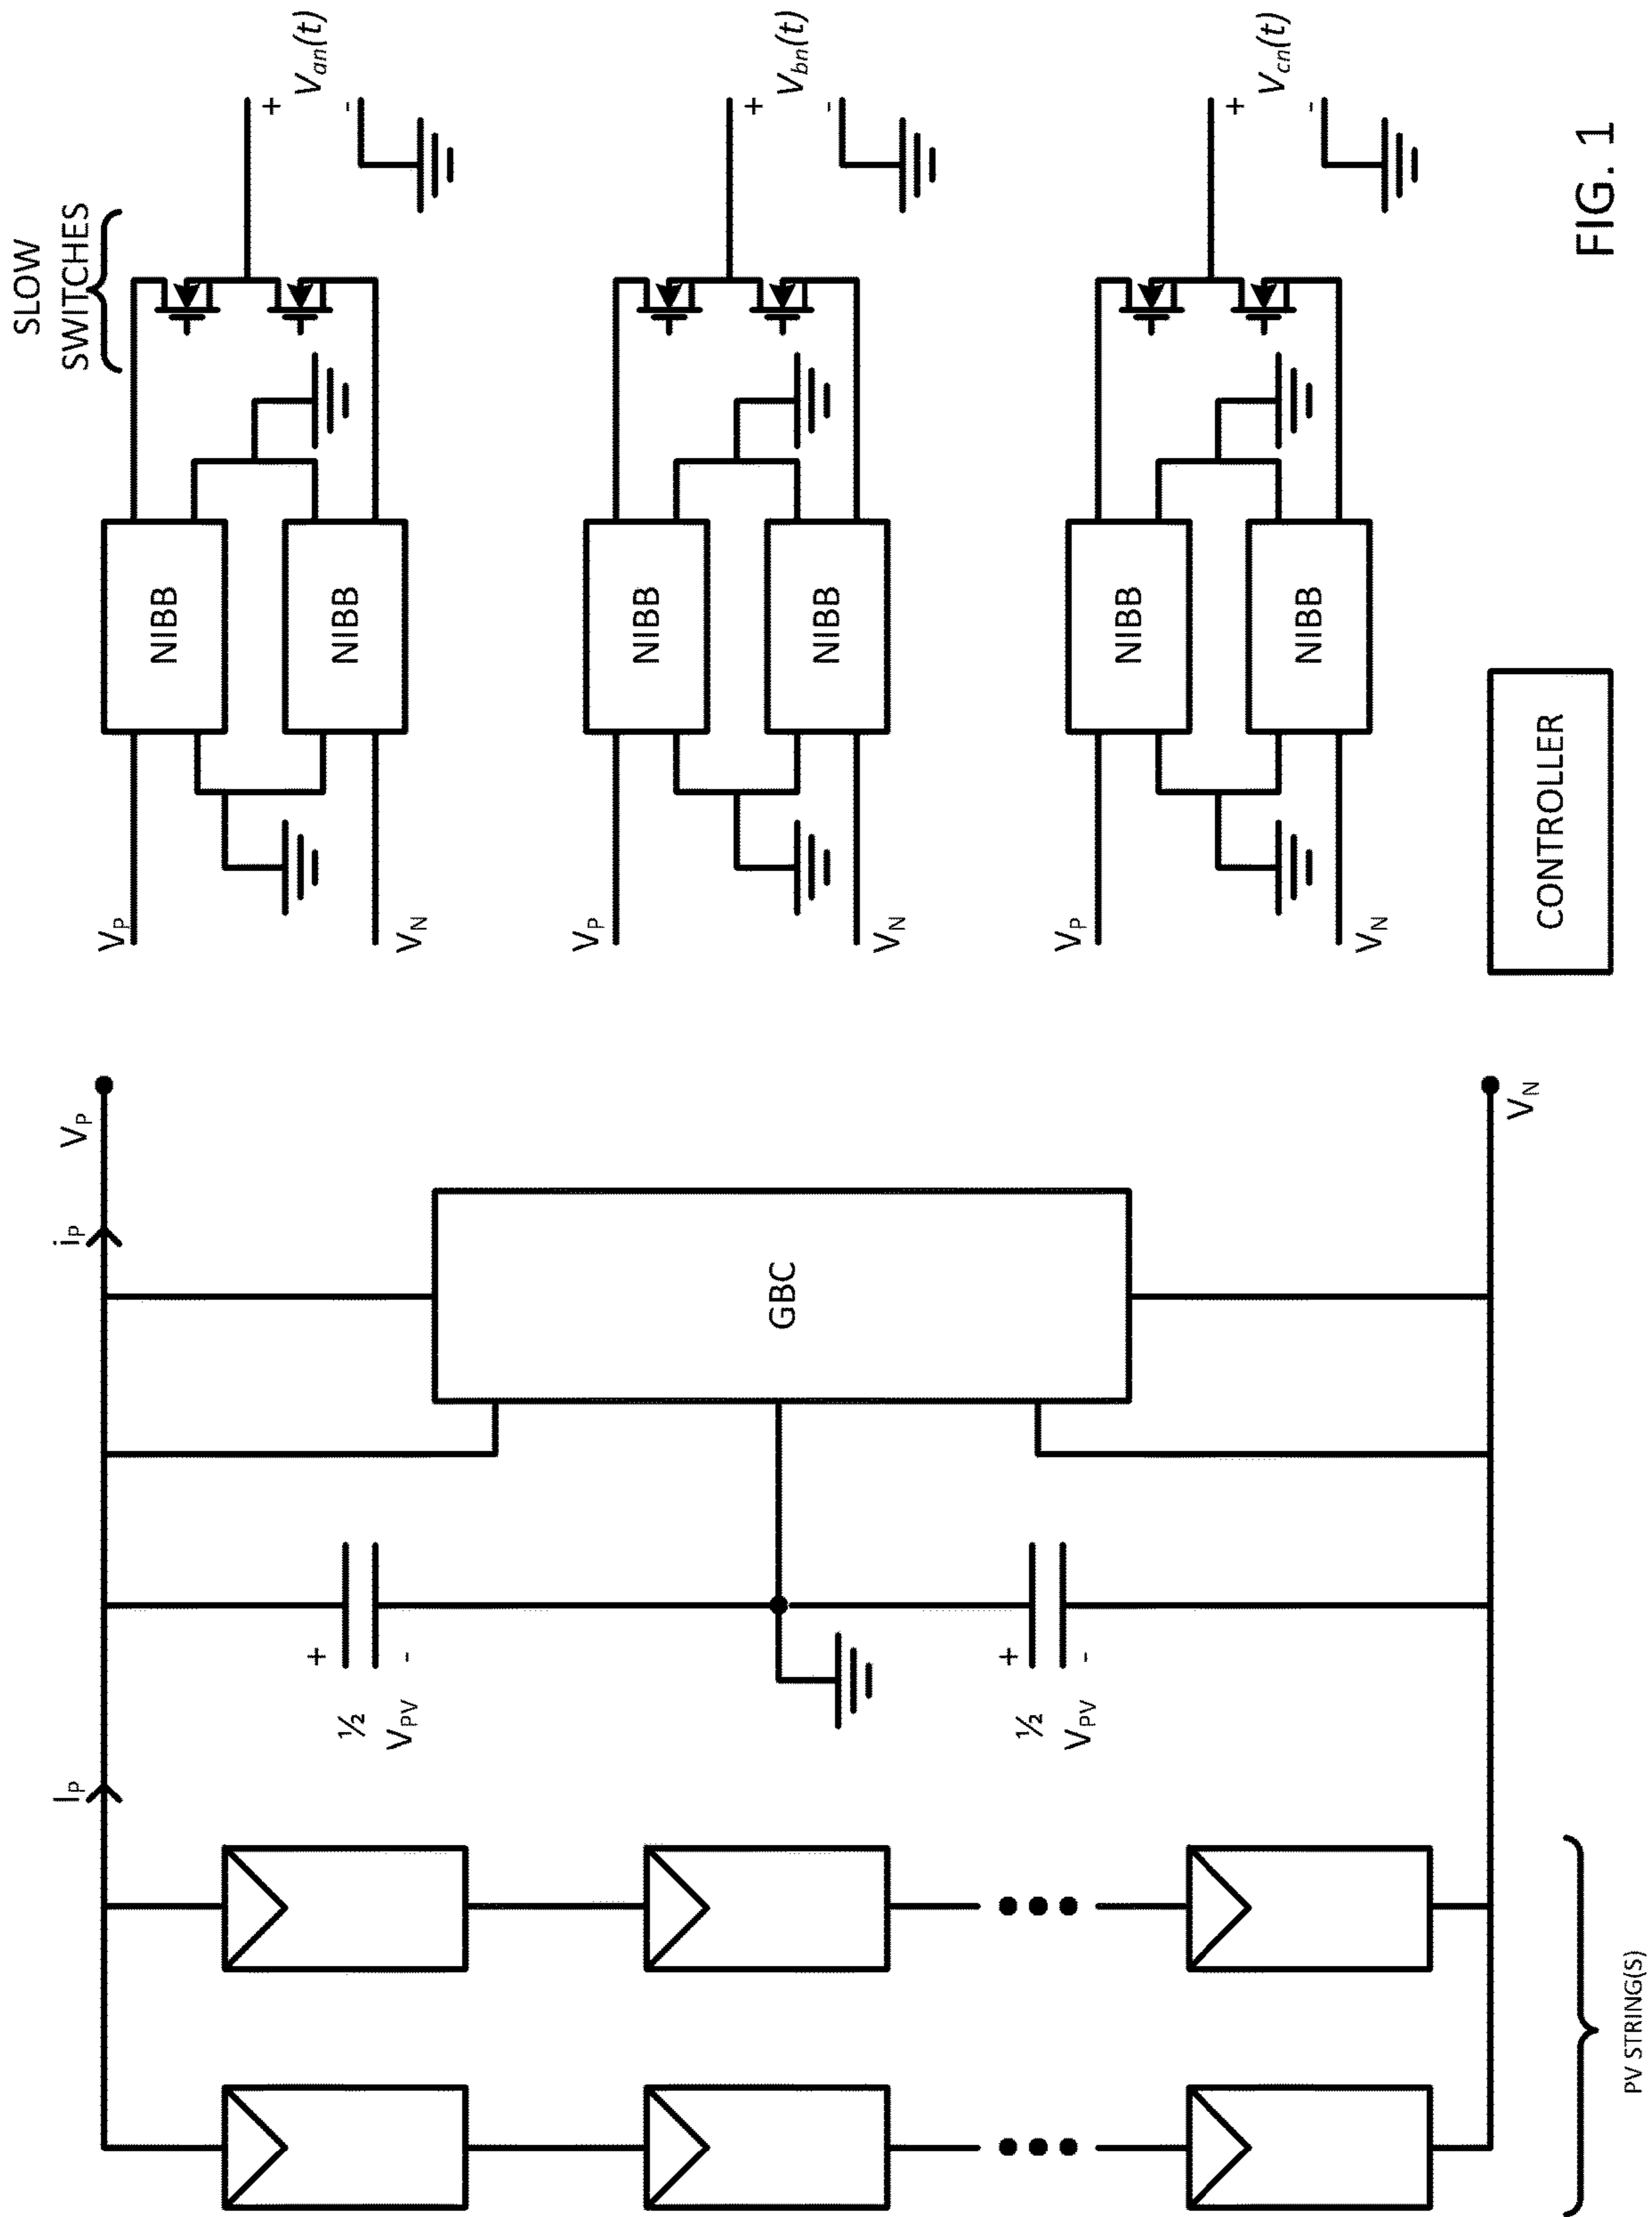 I_P
i_P
V_P
½
V_PV
+
-
½
V_PV
+
-
GBC
V_N
PV STRING(S)
SLOW
SWITCHES
V_P
NIBB
NIBB
V_N
+
V_an(t)
-
V_P
NIBB
NIBB
V_N
+
V_bn(t)
-
V_P
NIBB
NIBB
V_N
+
V_cn(t)
-
CONTROLLER
FIG. 1